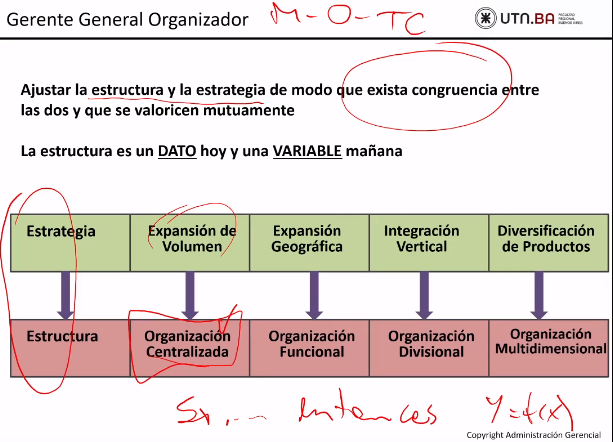 Gerente General Organizador
M-O-TC
UTN.BA FACULTAD REGIONAL BUENOS AIRES
Ajustar la estructura y la estrategia de modo que exista congruencia entre
las dos y que se valoricen mutuamente
La estructura es un DATO hoy y una VARIABLE mañana
Estrategia
Expansión de Volumen
Expansión Geográfica
Integración Vertical
Diversificación de Productos
Estructura
Organización Centralizada
Organización Funcional
Organización Divisional
Organización Multidimensional
Si, ... entonces Y=f(x)
Copyright Administración Gerencial